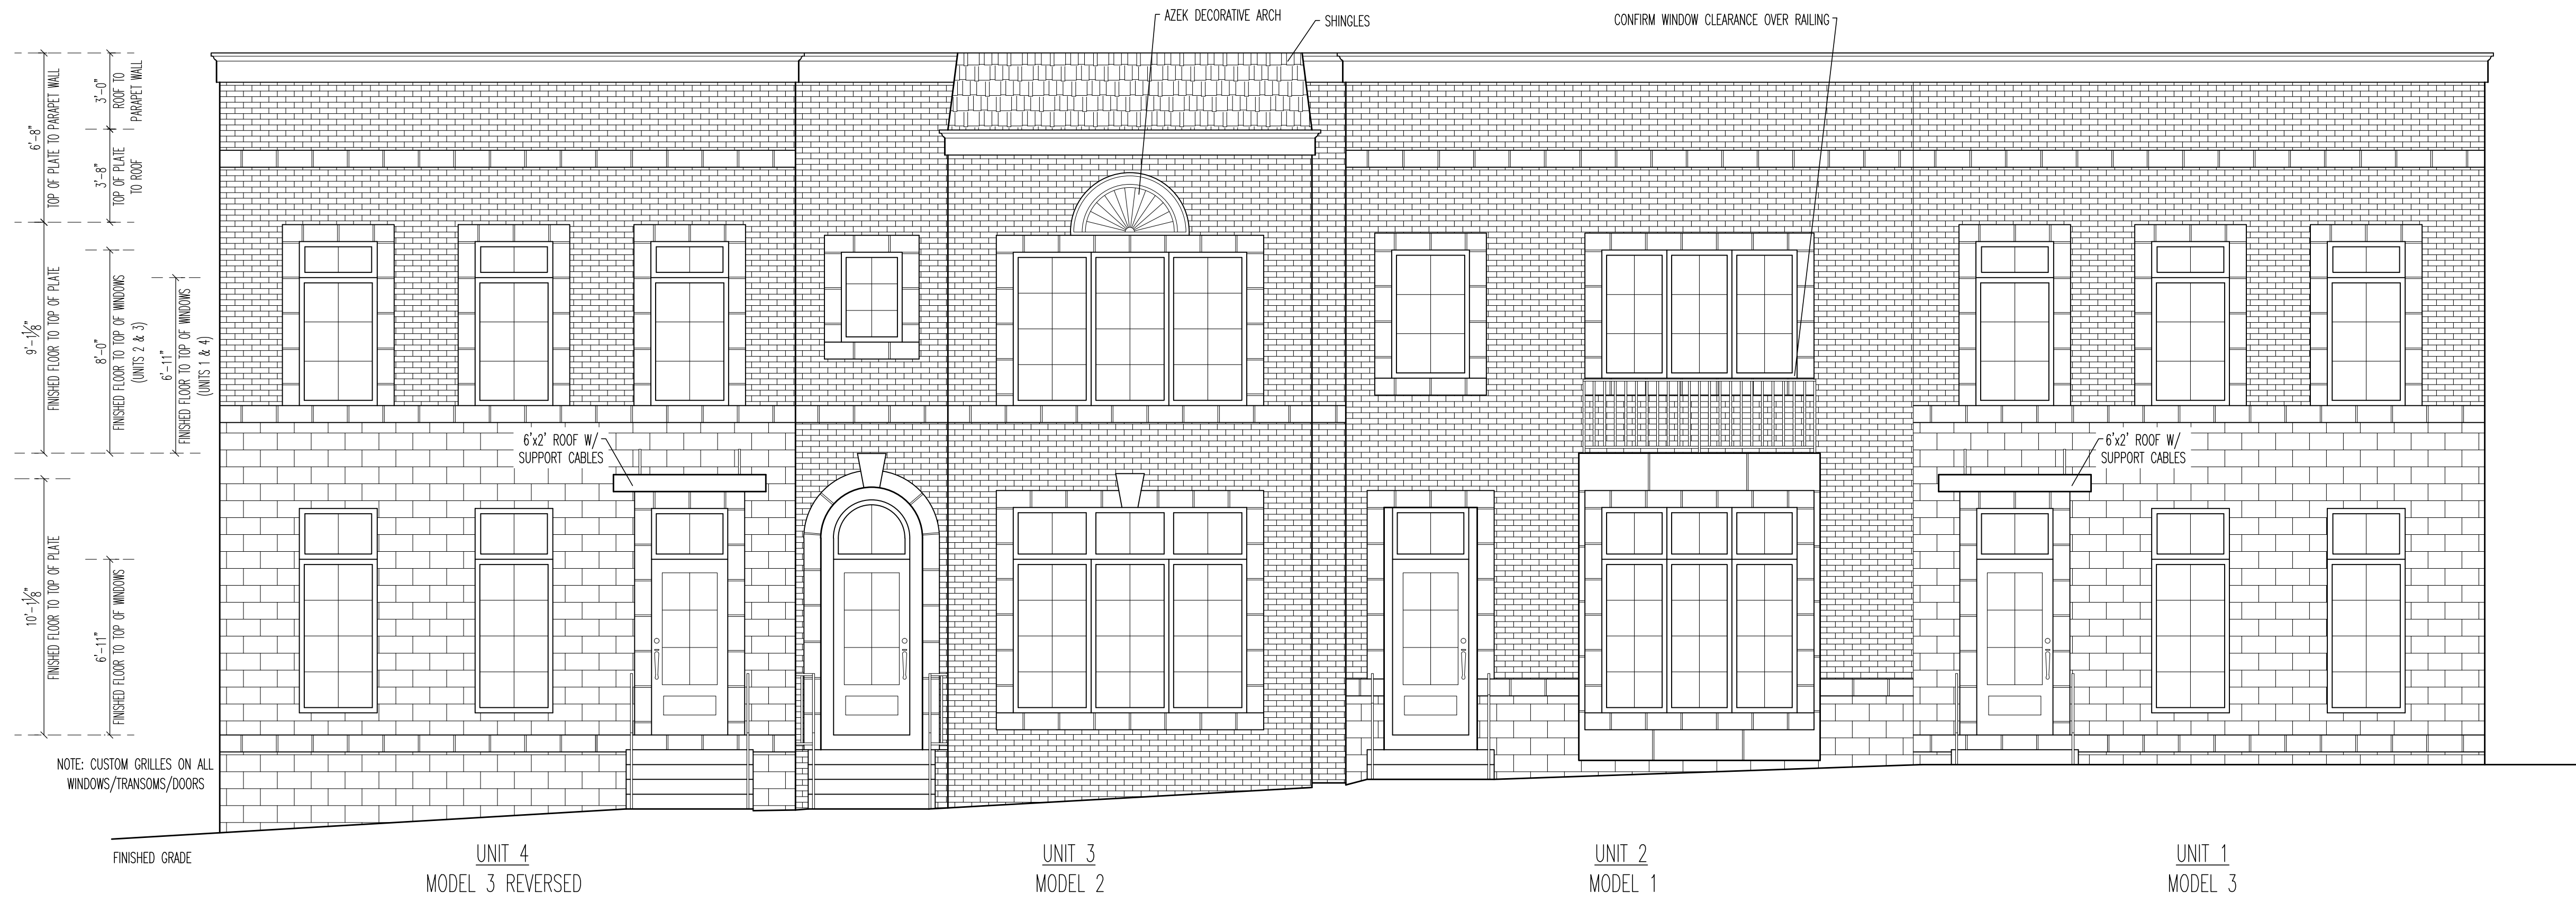 AZEK DECORATIVE ARCH
SHINGLES
CONFIRM WINDOW CLEARANCE OVER RAILING
6'-8"
TOP OF PLATE TO PARAPET WALL
3'-0"
ROOF TO
PARAPET WALL
3'-8"
TOP OF PLATE
TO ROOF
9'-1 1/8"
FINISHED FLOOR TO TOP OF PLATE
8'-0"
FINISHED FLOOR TO TOP OF WINDOWS
(UNITS 2 & 3)
6'-11"
FINISHED FLOOR TO TOP OF WINDOWS
(UNITS 1 & 4)
6'x2' ROOF W/
SUPPORT CABLES
6'x2' ROOF W/
SUPPORT CABLES
10'-1 1/8"
FINISHED FLOOR TO TOP OF PLATE
6'-11"
FINISHED FLOOR TO TOP OF WINDOWS
NOTE: CUSTOM GRILLES ON ALL
WINDOWS/TRANSOMS/DOORS
FINISHED GRADE
UNIT 4
MODEL 3 REVERSED
UNIT 3
MODEL 2
UNIT 2
MODEL 1
UNIT 1
MODEL 3